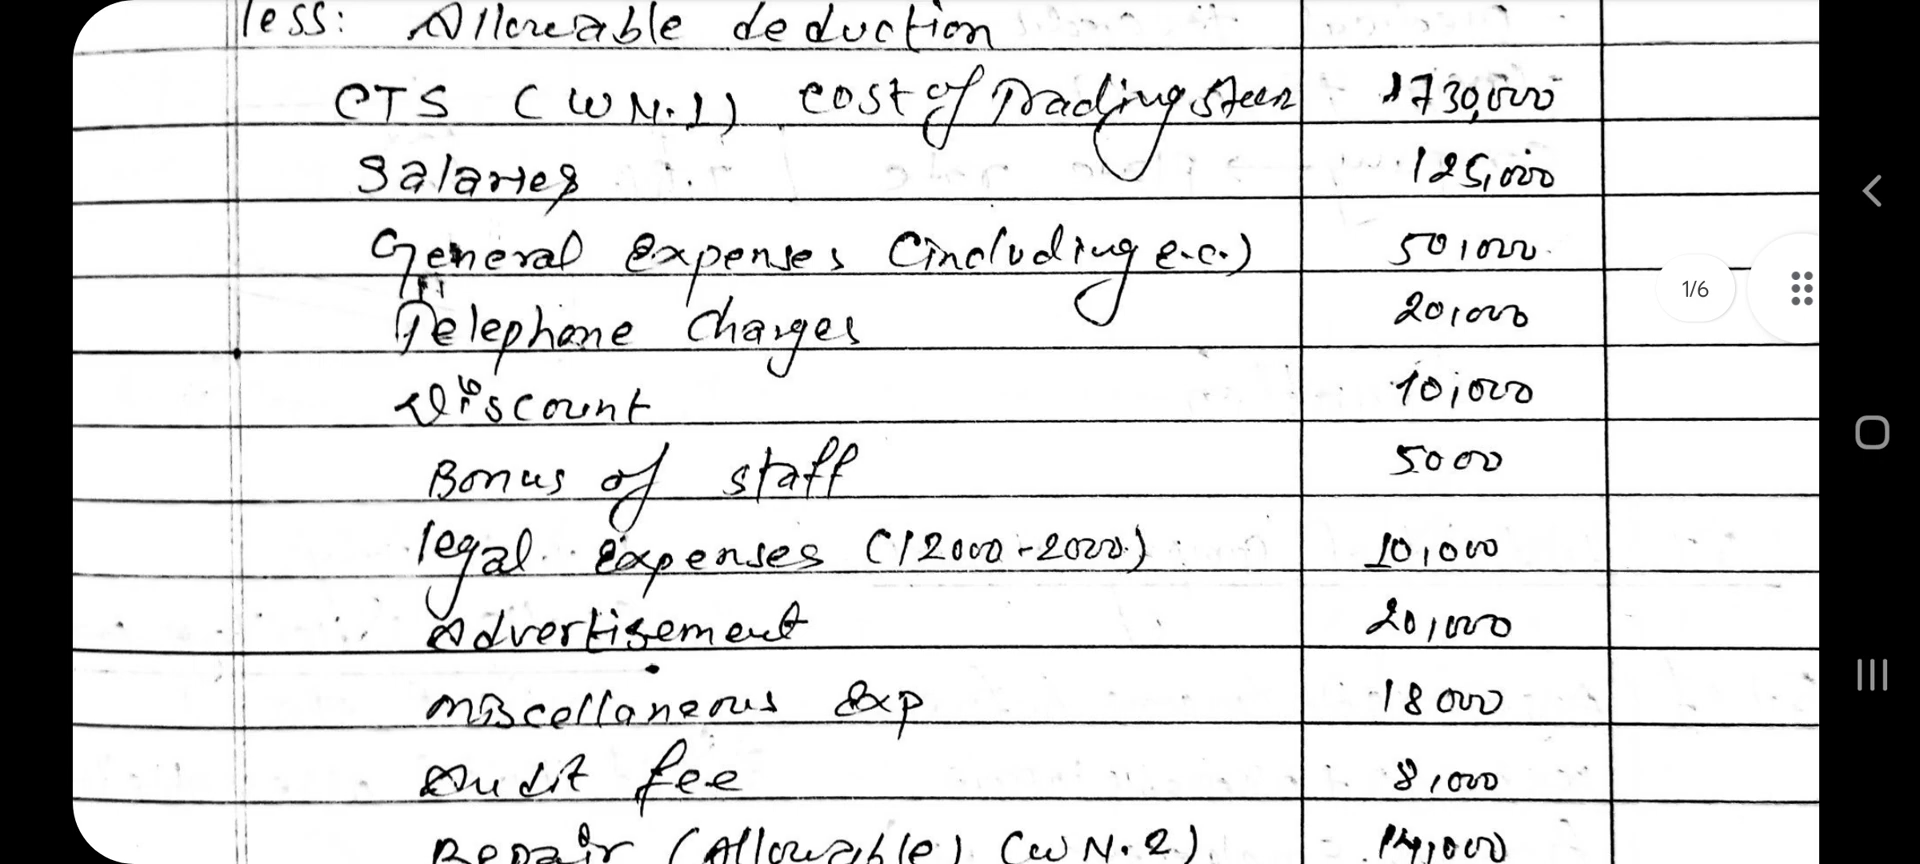 less: Allowable deduction
CTS (W N.1) cost of Trading 1730,000
Salaries 125,000
General Expenses (including e.c.) 50,000
Telephone Charges 20,000
Discount 10,000
Bonus of staff 5000
legal Expenses (12000-2000) 10,000
Advertisement 20,000
1/6
Miscellaneous Exp 18000
Audit fee 8,000
Repair (Allowable) (W N.2) 14,000